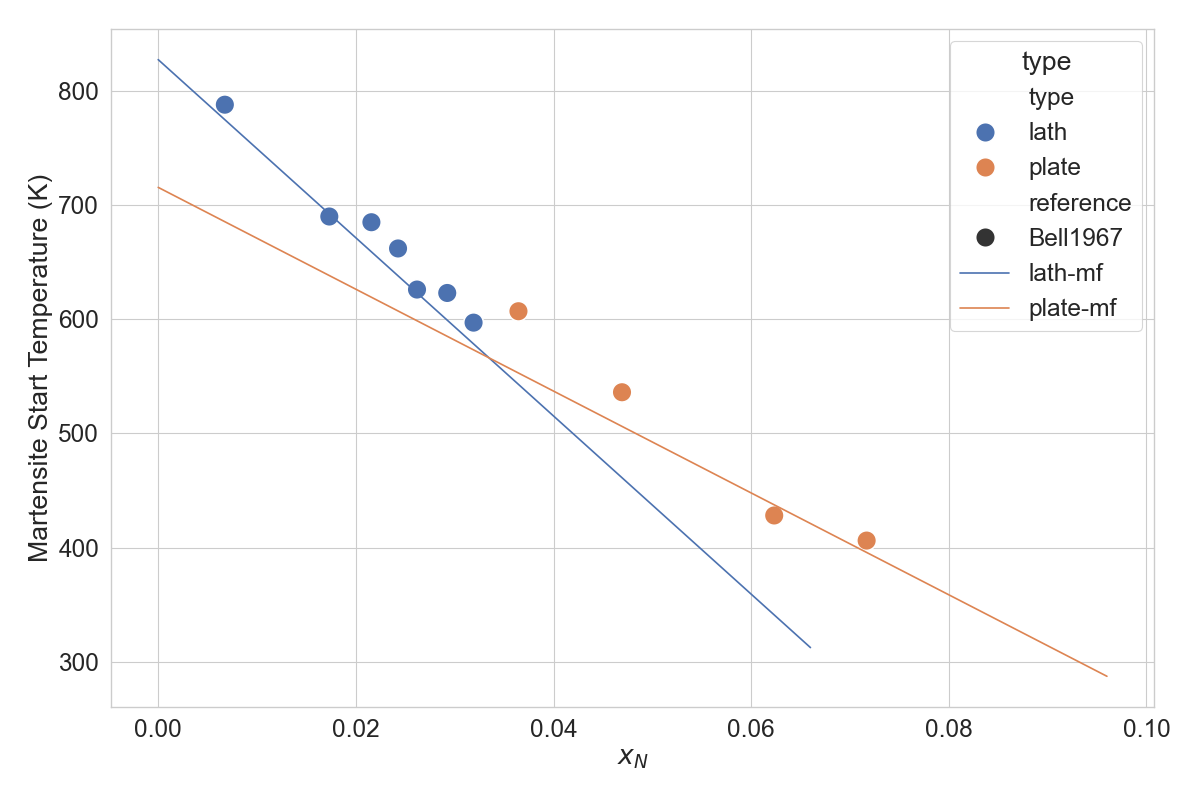 type
type
lath
plate
reference
Bell1967
lath-mf
plate-mf
Martensite Start Temperature (K)
800
700
600
500
400
300
0.00 0.02 0.04 0.06 0.08 0.10
x_N